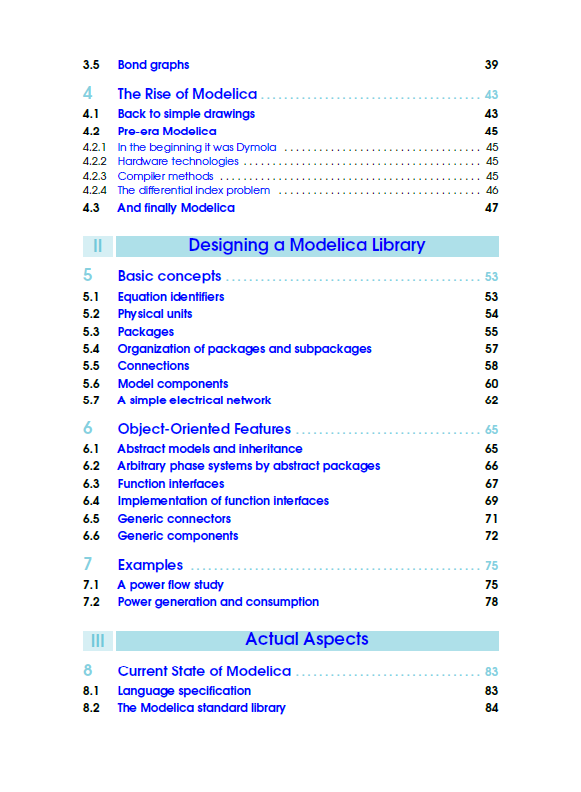 3.5 Bond graphs 39
4 The Rise of Modelica 43
4.1 Back to simple drawings 43
4.2 Pre-era Modelica 45
4.2.1 In the beginning it was Dymola 45
4.2.2 Hardware technologies 45
4.2.3 Compiler methods 45
4.2.4 The differential index problem 46
4.3 And finally Modelica 47
II Designing a Modelica Library
5 Basic concepts 53
5.1 Equation identifiers 53
5.2 Physical units 54
5.3 Packages 55
5.4 Organization of packages and subpackages 57
5.5 Connections 58
5.6 Model components 60
5.7 A simple electrical network 62
6 Object-Oriented Features 65
6.1 Abstract models and inheritance 65
6.2 Arbitrary phase systems by abstract packages 66
6.3 Function interfaces 67
6.4 Implementation of function interfaces 69
6.5 Generic connectors 71
6.6 Generic components 72
7 Examples 75
7.1 A power flow study 75
7.2 Power generation and consumption 78
III Actual Aspects
8 Current State of Modelica 83
8.1 Language specification 83
8.2 The Modelica standard library 84